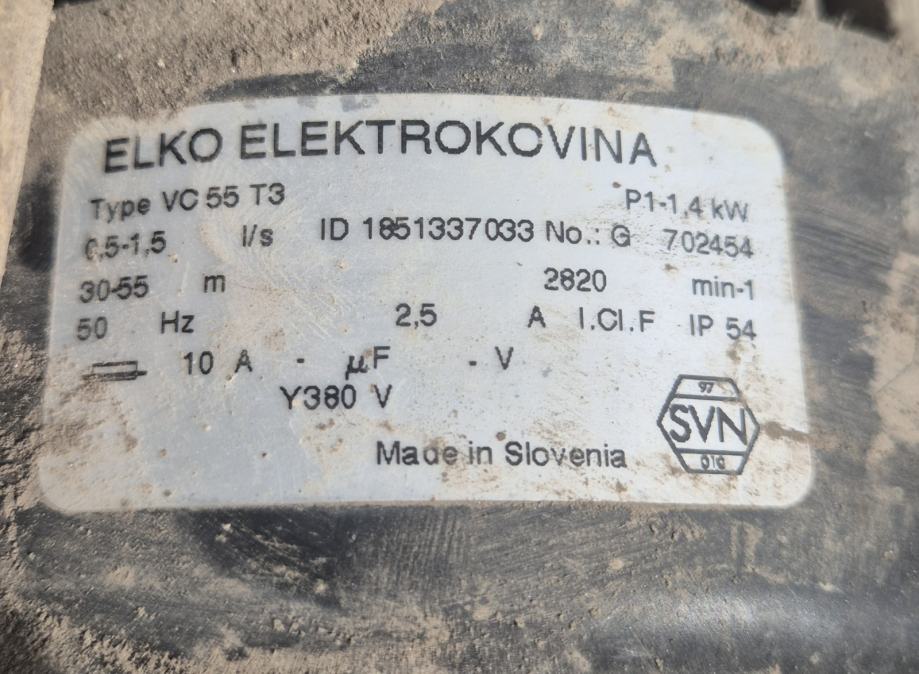 ELKO ELEKTROKOVINA
Type VC 55 T3 P1-1,4 kW
0,5-1,5 l/s ID 1851337033 No.: G 702454
30-55 m 2820 min-1
50 Hz 2,5 A I.Cl.F IP 54
10 A - µF - V
Y380 V
97
SVN
Made in Slovenia